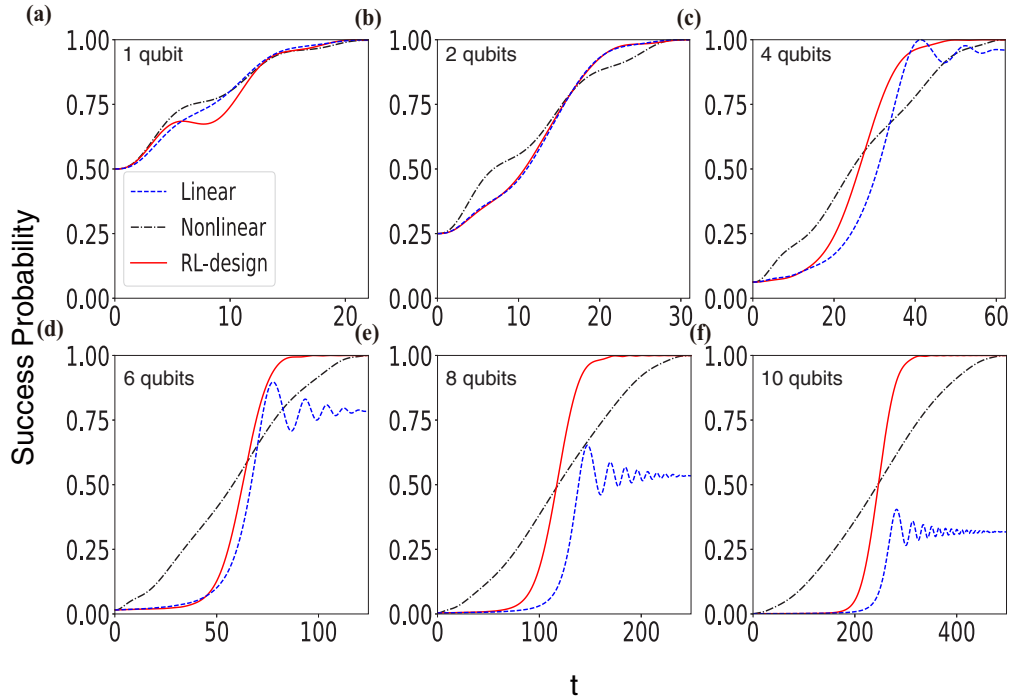 (a)
1 qubit
1.00
0.75
0.50
0.25
0.00
0
10
20
Linear
Nonlinear
RL-design
(b)
2 qubits
1.00
0.75
0.50
0.25
0.00
0
10
20
30
(c)
4 qubits
1.00
0.75
0.50
0.25
0.00
0
20
40
60
Success Probability
(d)
6 qubits
1.00
0.75
0.50
0.25
0.00
0
50
100
(e)
8 qubits
1.00
0.75
0.50
0.25
0.00
0
100
200
(f)
10 qubits
1.00
0.75
0.50
0.25
0.00
0
200
400
t